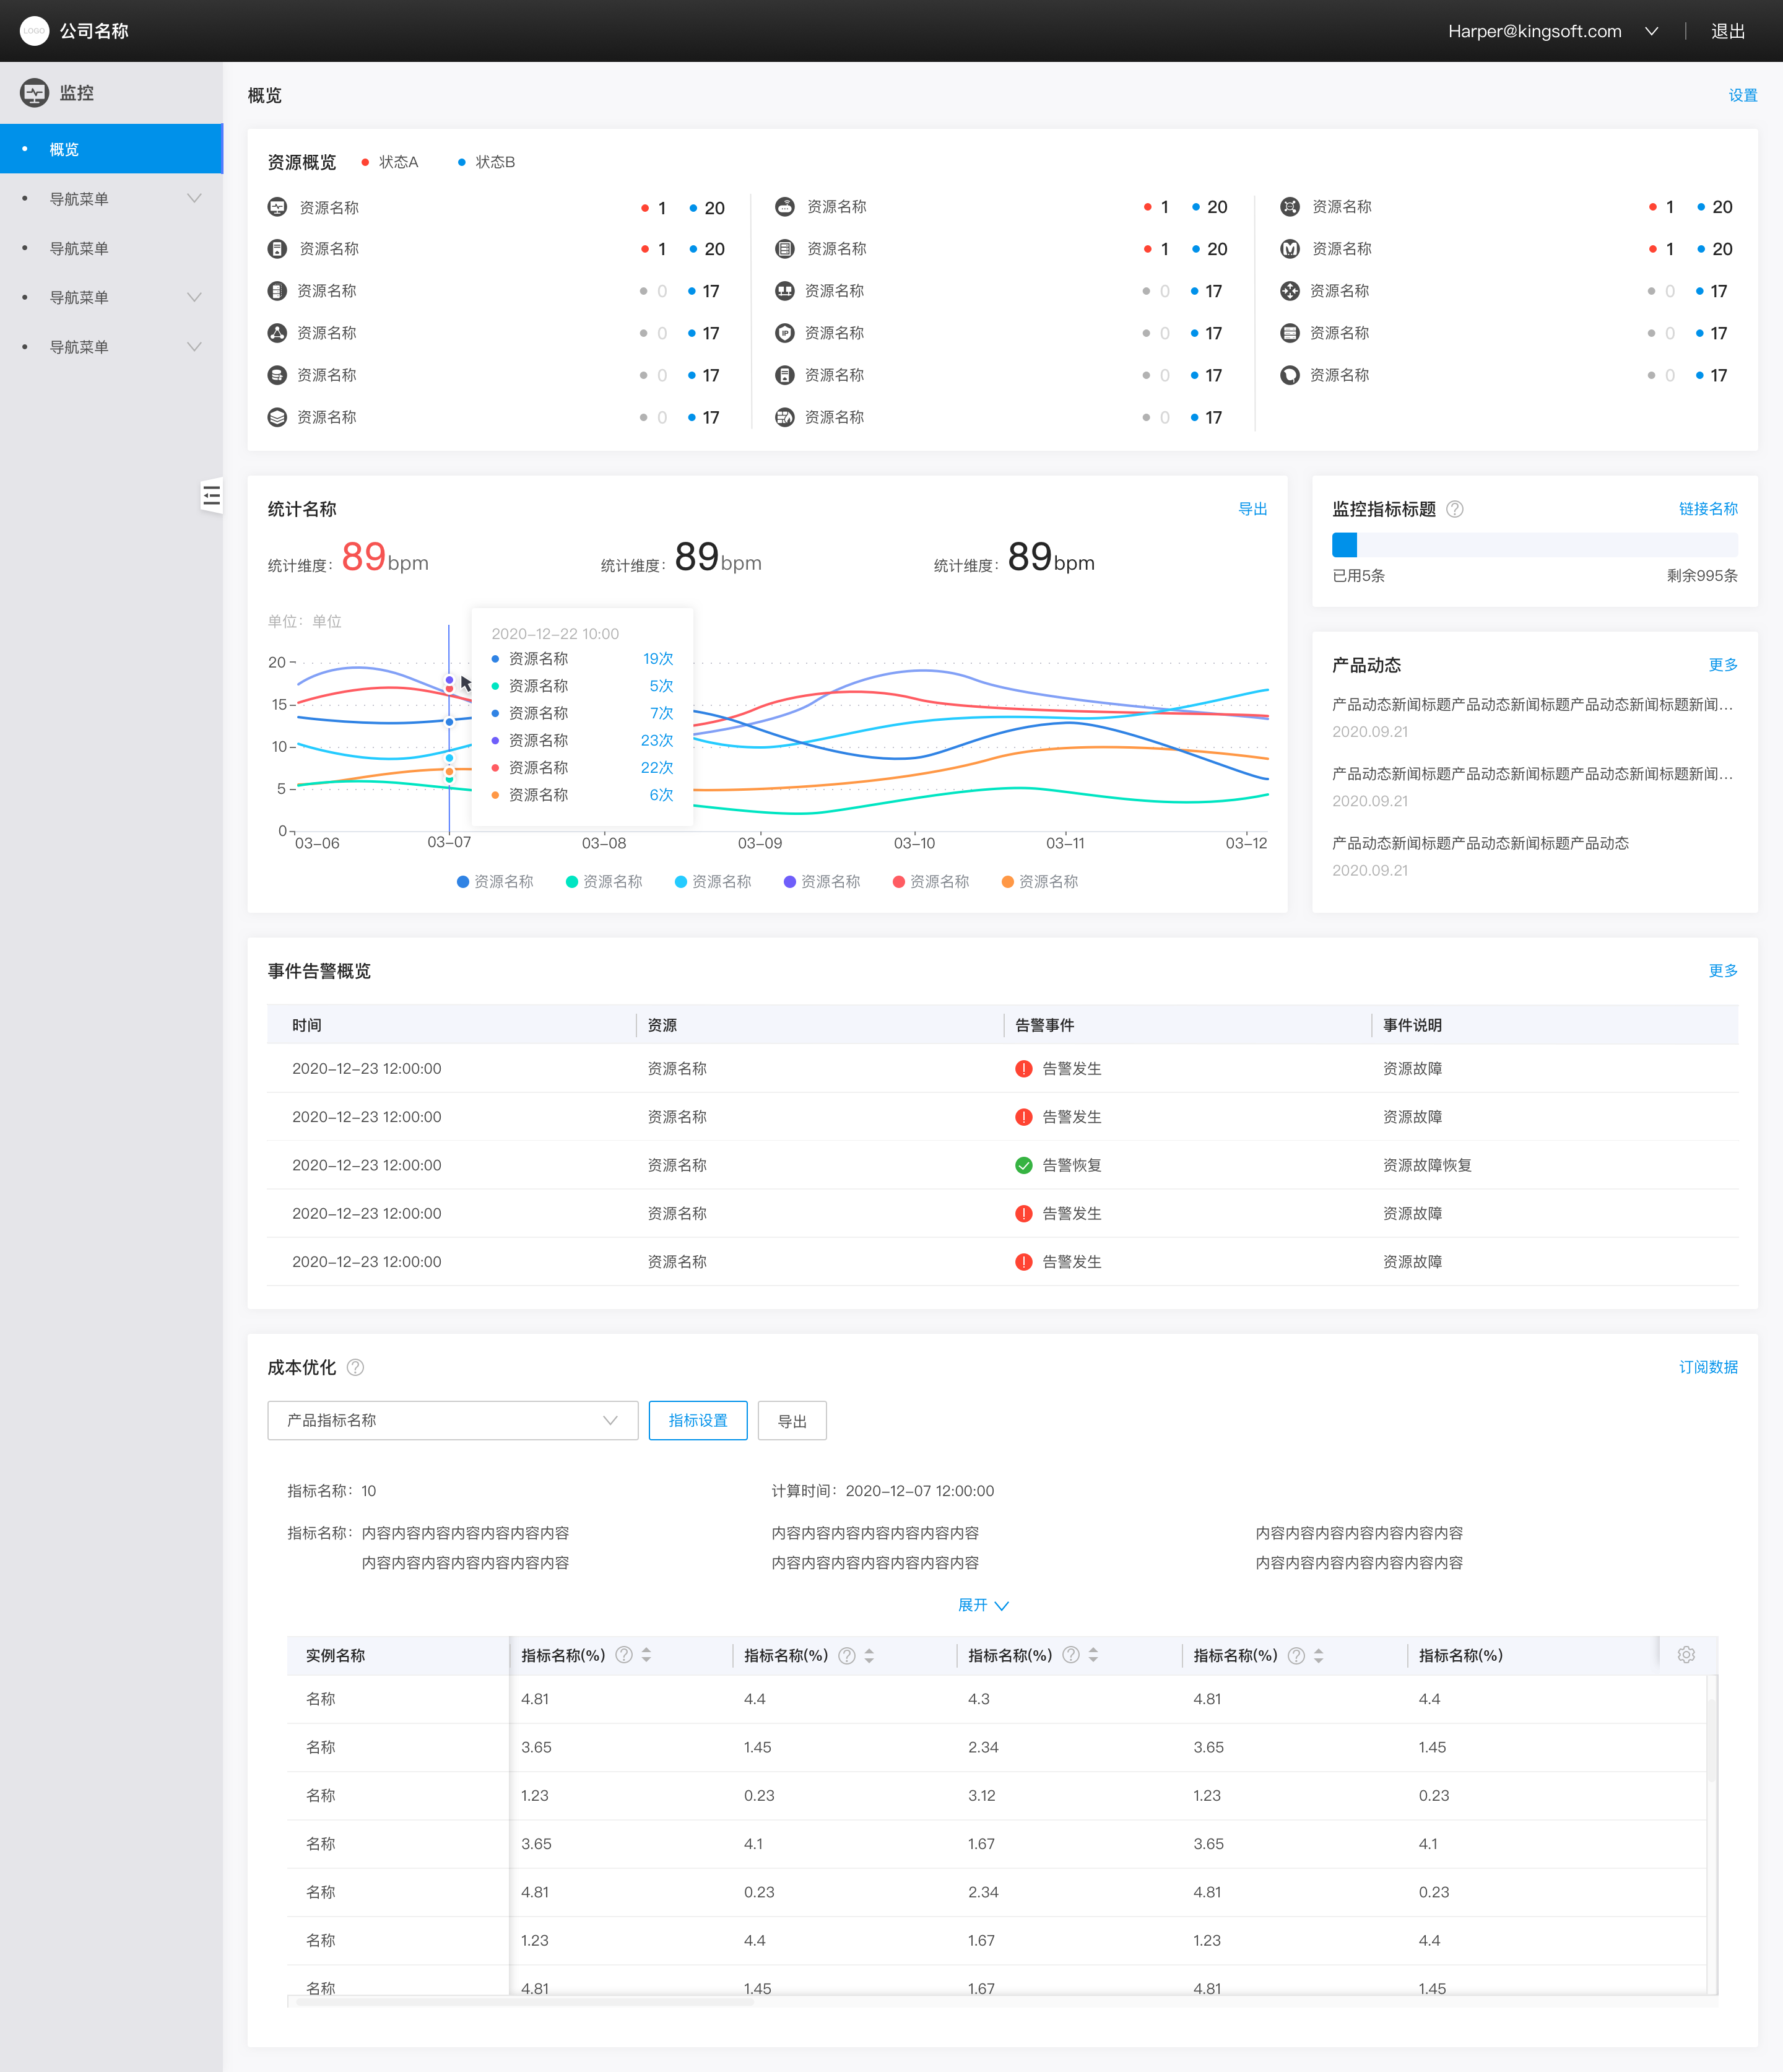 LOGO 公司名称
Harper@kingsoft.com 退出
监控
概览
导航菜单
导航菜单
导航菜单
导航菜单
概览 设置
资源概览 状态A 状态B
资源名称 1 20 资源名称 1 20 资源名称 1 20
资源名称 1 20 资源名称 1 20 资源名称 1 20
资源名称 0 17 资源名称 0 17 资源名称 0 17
资源名称 0 17 资源名称 0 17 资源名称 0 17
资源名称 0 17 资源名称 0 17 资源名称 0 17
资源名称 0 17 资源名称 0 17
统计名称 导出
统计维度：89bpm 统计维度：89bpm 统计维度：89bpm
单位：单位
20
15
10
5
0
2020-12-22 10:00
资源名称 19次
资源名称 5次
资源名称 7次
资源名称 23次
资源名称 22次
资源名称 6次
03-06 03-07 03-08 03-09 03-10 03-11 03-12
资源名称 资源名称 资源名称 资源名称 资源名称 资源名称
监控指标标题 ? 链接名称
已用5条 剩余995条
产品动态 更多
产品动态新闻标题产品动态新闻标题产品动态新闻标题新闻...
2020.09.21
产品动态新闻标题产品动态新闻标题产品动态新闻标题新闻...
2020.09.21
产品动态新闻标题产品动态新闻标题产品动态
2020.09.21
事件告警概览 更多
时间 资源 告警事件 事件说明
2020-12-23 12:00:00 资源名称 告警发生 资源故障
2020-12-23 12:00:00 资源名称 告警发生 资源故障
2020-12-23 12:00:00 资源名称 告警恢复 资源故障恢复
2020-12-23 12:00:00 资源名称 告警发生 资源故障
2020-12-23 12:00:00 资源名称 告警发生 资源故障
成本优化 ? 订阅数据
产品指标名称 指标设置 导出
指标名称：10 计算时间：2020-12-07 12:00:00
指标名称：内容内容内容内容内容内容内容 内容内容内容内容内容内容内容 内容内容内容内容内容内容内容
内容内容内容内容内容内容内容 内容内容内容内容内容内容内容 内容内容内容内容内容内容内容
展开
实例名称 指标名称(%) ? 指标名称(%) ? 指标名称(%) ? 指标名称(%) ? 指标名称(%)
名称 4.81 4.4 4.3 4.81 4.4
名称 3.65 1.45 2.34 3.65 1.45
名称 1.23 0.23 3.12 1.23 0.23
名称 3.65 4.1 1.67 3.65 4.1
名称 4.81 0.23 2.34 4.81 0.23
名称 1.23 4.4 1.67 1.23 4.4
名称 4.81 1.45 1.67 4.81 1.45